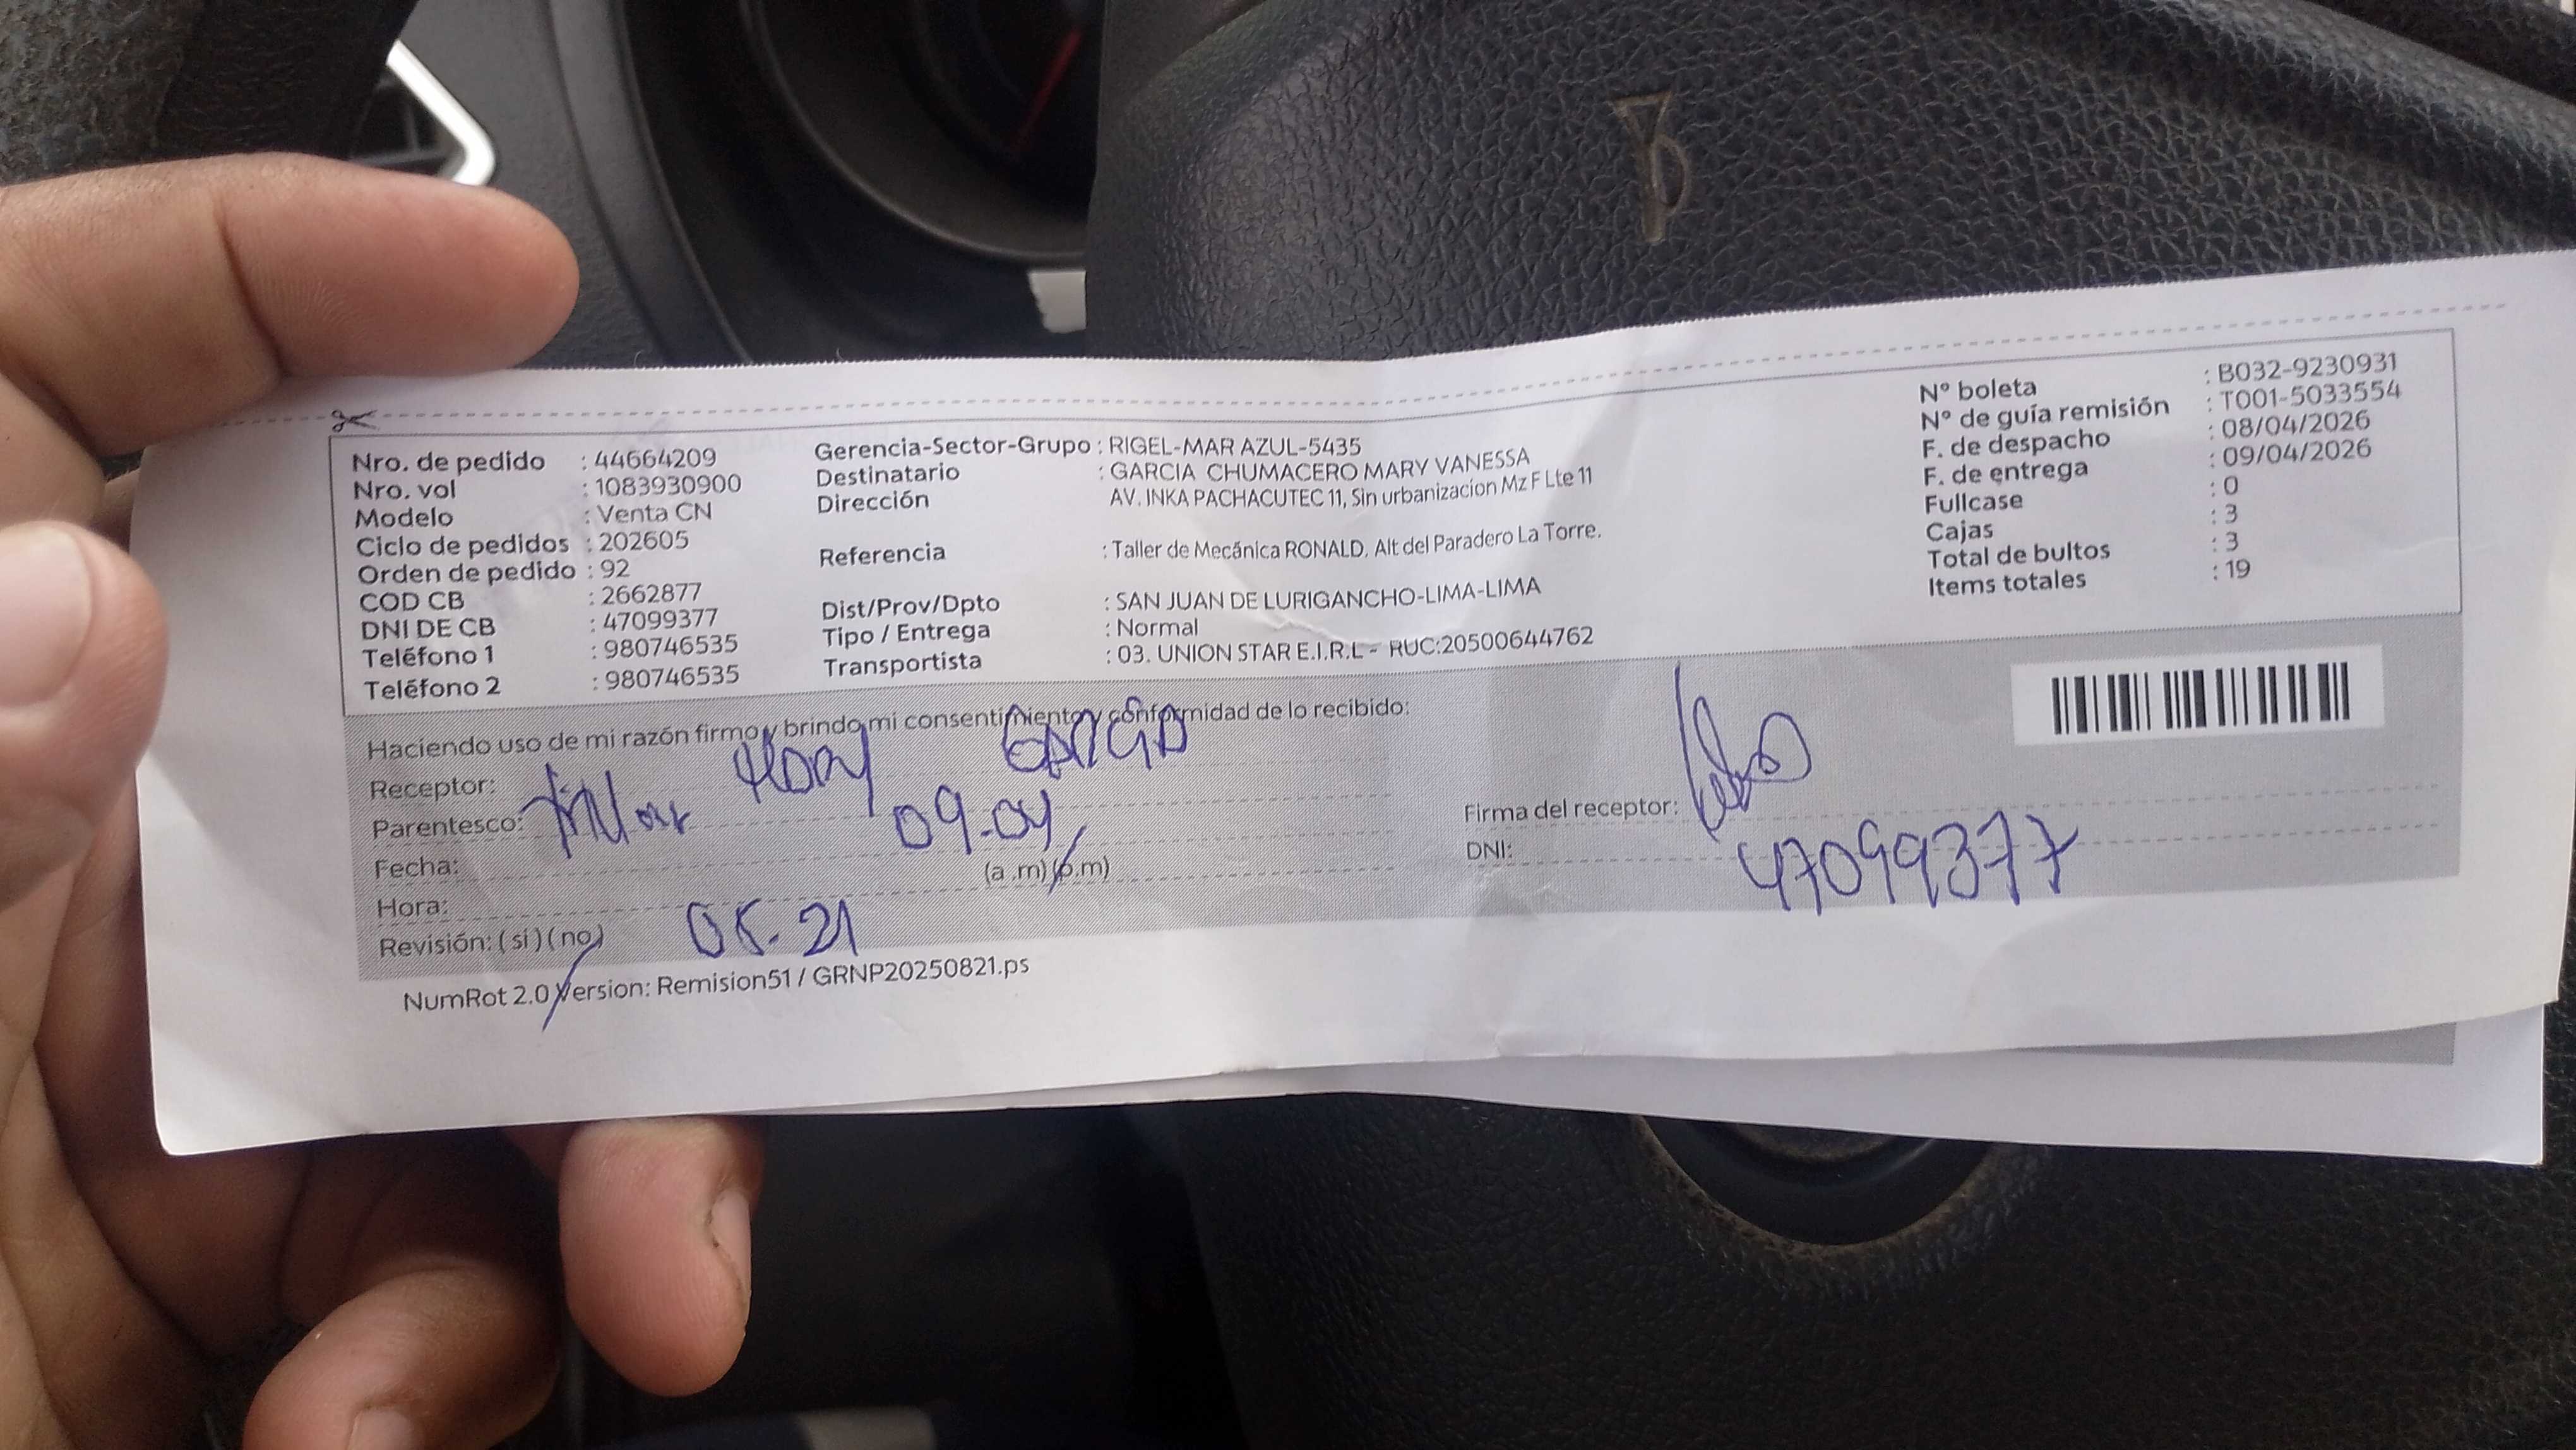 Nro. de pedido : 44664209
Nro. vol : 1083930900
Modelo : Venta CN
Ciclo de pedidos : 202605
Orden de pedido : 92
COD CB : 2662877
DNI DE CB : 47099377
Teléfono 1 : 980746535
Teléfono 2 : 980746535
Gerencia-Sector-Grupo : RIGEL-MAR AZUL-5435
Destinatario : GARCIA CHUMACERO MARY VANESSA
Dirección AV. INKA PACHACUTEC 11, Sin urbanizacion Mz F Lte 11
Referencia : Taller de Mecánica RONALD. Alt del Paradero La Torre.
Dist/Prov/Dpto : SAN JUAN DE LURIGANCHO-LIMA-LIMA
Tipo / Entrega : Normal
Transportista : 03. UNION STAR E.I.R.L - RUC:20500644762
N° boleta : B032-9230931
N° de guía remisión : T001-5033554
F. de despacho : 08/04/2026
F. de entrega : 09/04/2026
Fullcase : 0
Cajas : 3
Total de bultos : 3
Items totales : 19
Haciendo uso de mi razón firmo y brindo mi consentimiento y conformidad de lo recibido:
Receptor: Mary GARCIA
Parentesco: Titular
Fecha: 09.04
Hora: 05.21 (a.m) (p.m)
Revisión: (si) (no)
Firma del receptor:
DNI: 47099377
NumRot 2.0 Version: Remision51 / GRNP20250821.ps